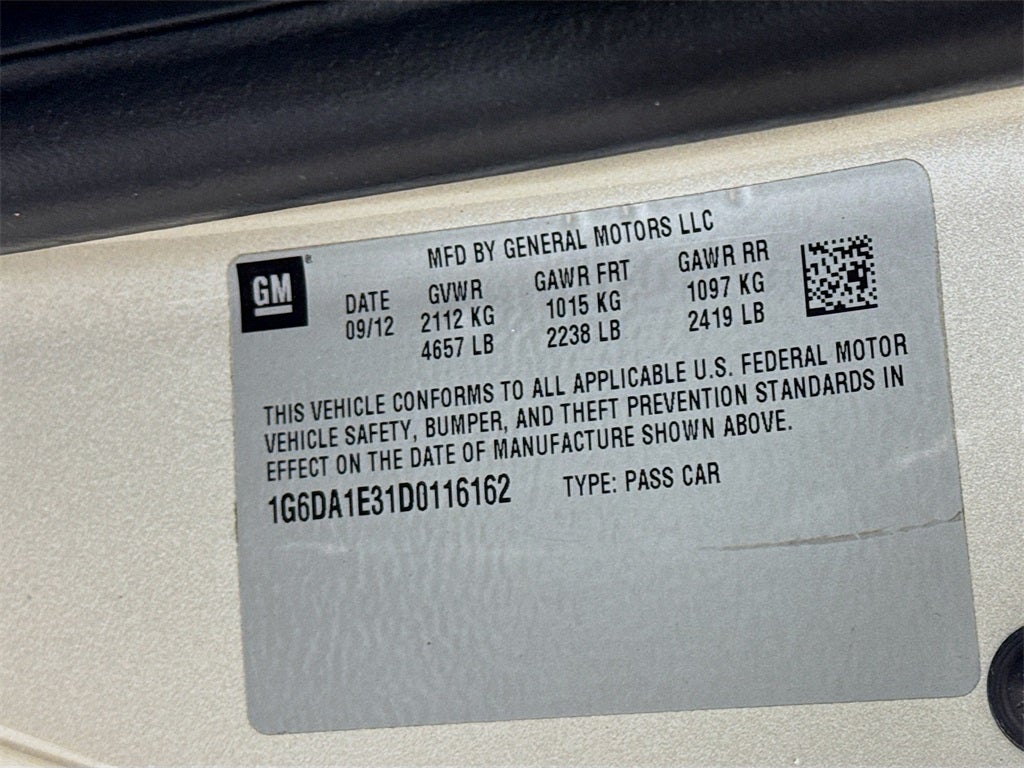 GM®
MFD BY GENERAL MOTORS LLC
DATE GVWR GAWR FRT GAWR RR
09/12 2112 KG 1015 KG 1097 KG
4657 LB 2238 LB 2419 LB
THIS VEHICLE CONFORMS TO ALL APPLICABLE U.S. FEDERAL MOTOR
VEHICLE SAFETY, BUMPER, AND THEFT PREVENTION STANDARDS IN
EFFECT ON THE DATE OF MANUFACTURE SHOWN ABOVE.
1G6DA1E31D0116162 TYPE: PASS CAR